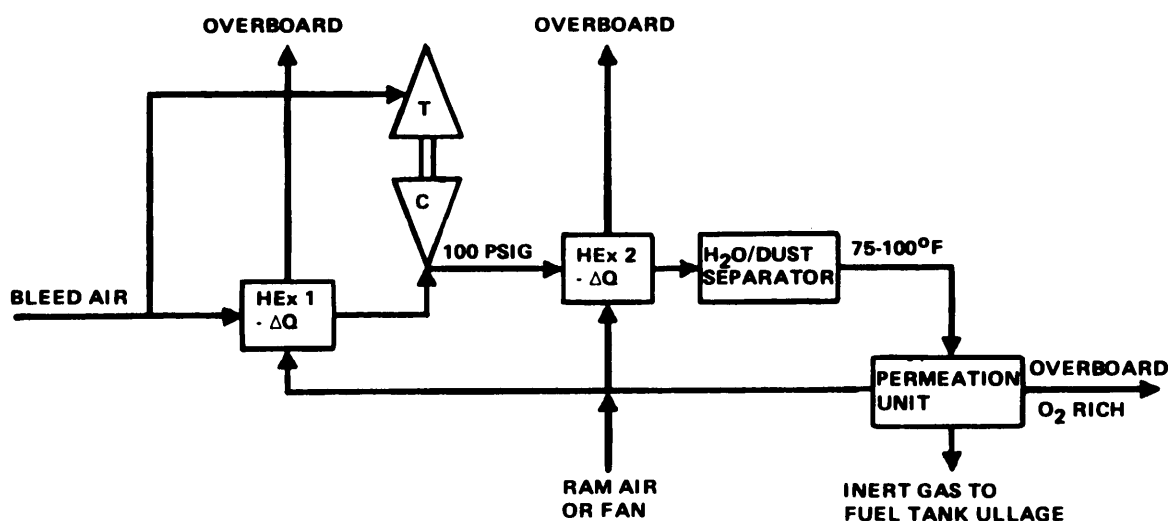 OVERBOARD
OVERBOARD
T
C
100 PSIG
HEx 2
- ΔQ
H₂O/DUST
SEPARATOR
75-100°F
BLEED AIR
HEx 1
- ΔQ
PERMEATION
UNIT
OVERBOARD
O₂ RICH
RAM AIR
OR FAN
INERT GAS TO
FUEL TANK ULLAGE